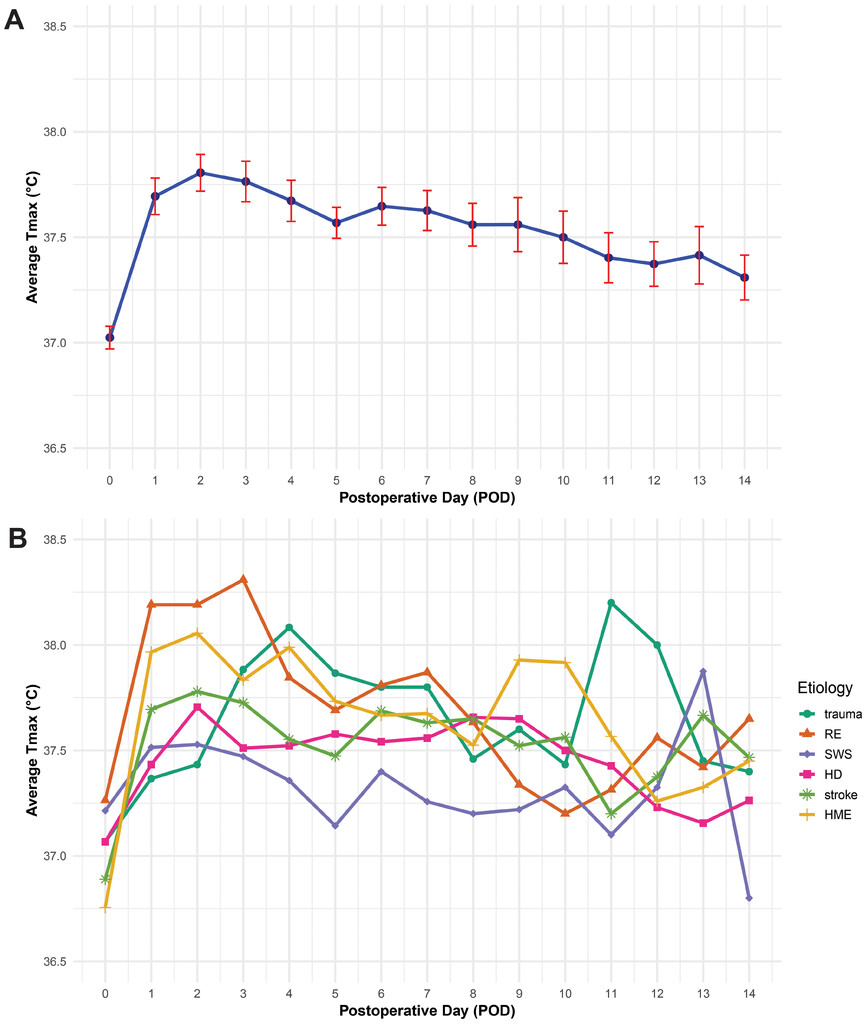 A
38.5
38.0
37.5
37.0
36.5
Average Tmax (°C)
0 1 2 3 4 5 6 7 8 9 10 11 12 13 14
Postoperative Day (POD)
B
38.5
38.0
37.5
37.0
36.5
Average Tmax (°C)
0 1 2 3 4 5 6 7 8 9 10 11 12 13 14
Postoperative Day (POD)
Etiology
trauma
RE
SWS
HD
stroke
HME